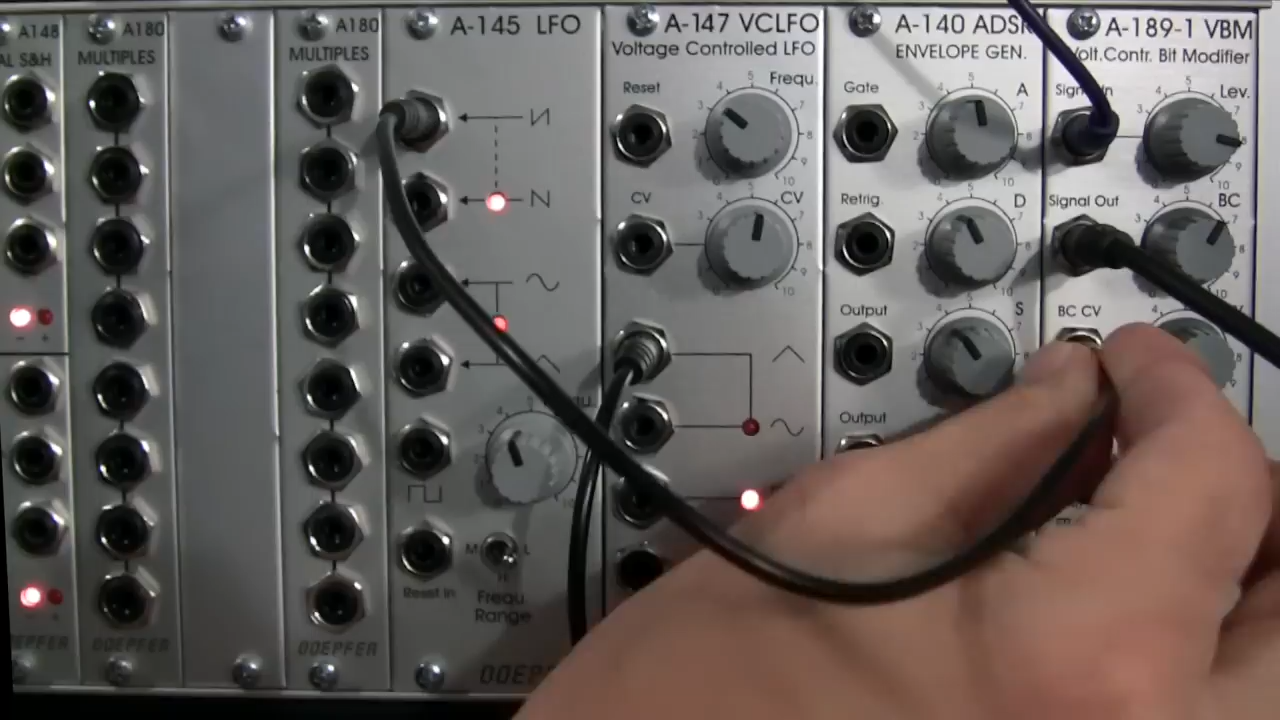 A148
AL S&H
A180
MULTIPLES
A180
MULTIPLES
A-145 LFO
A-147 VCLFO
Voltage Controlled LFO
A-140 ADSR
ENVELOPE GEN.
A-189-1 VBM
Volt.Contr. Bit Modifier
Reset
Frequ.
CV
CV
Gate
A
Retrig.
D
Output
S
Output
Signal In
Lev.
Signal Out
BC
BC CV
Reset In
M
L
H
Frequ.
Range
DOEPFER
DOEPFER